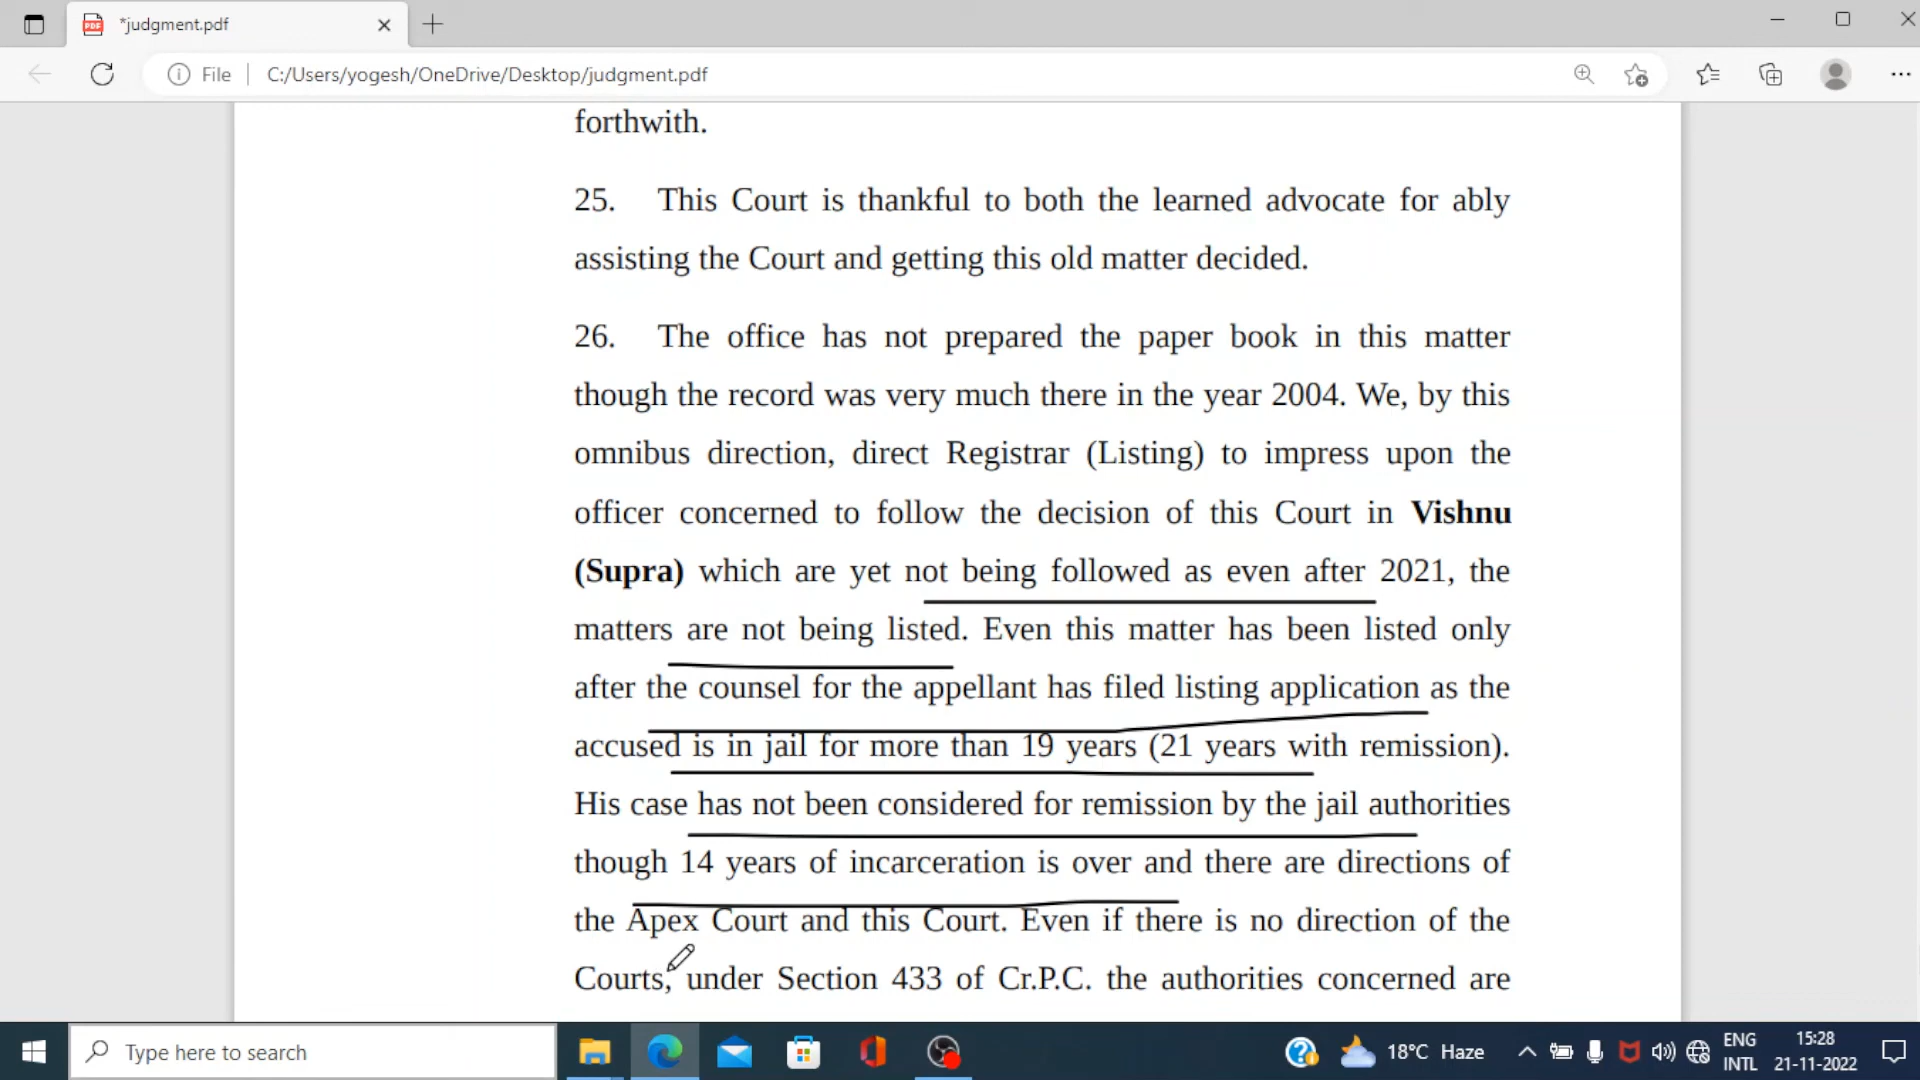 *judgment.pdf
File
C:/Users/yogesh/OneDrive/Desktop/judgment.pdf
forthwith.
25. This Court is thankful to both the learned advocate for ably
assisting the Court and getting this old matter decided.
26. The office has not prepared the paper book in this matter
though the record was very much there in the year 2004. We, by this
omnibus direction, direct Registrar (Listing) to impress upon the
officer concerned to follow the decision of this Court in Vishnu
(Supra) which are yet not being followed as even after 2021, the
matters are not being listed. Even this matter has been listed only
after the counsel for the appellant has filed listing application as the
accused is in jail for more than 19 years (21 years with remission).
His case has not been considered for remission by the jail authorities
though 14 years of incarceration is over and there are directions of
the Apex Court and this Court. Even if there is no direction of the
Courts, under Section 433 of Cr.P.C. the authorities concerned are
Type here to search
18°C Haze
ENG
INTL
15:28
21-11-2022